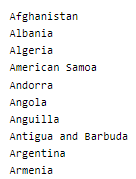 Afghanistan
Albania
Algeria
American Samoa
Andorra
Angola
Anguilla
Antigua and Barbuda
Argentina
Armenia